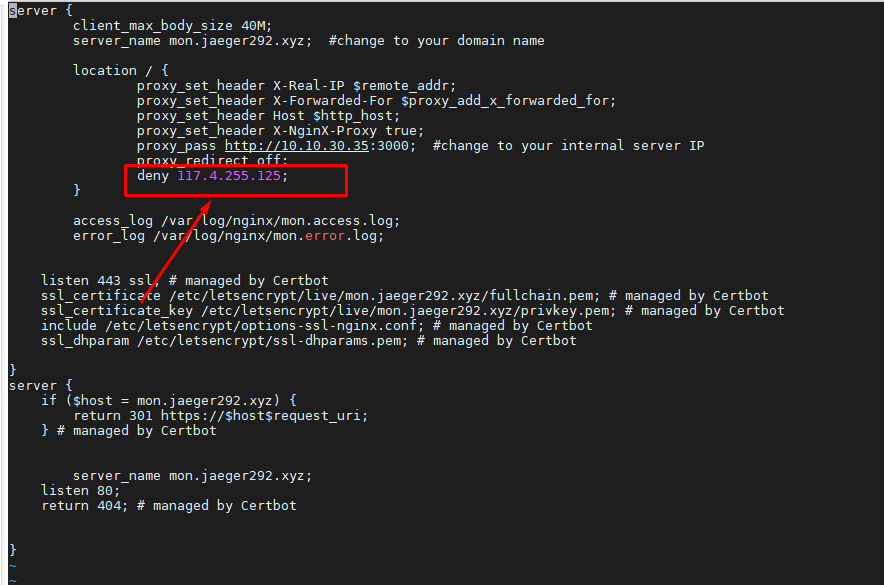 server {
        client_max_body_size 40M;
        server_name mon.jaeger292.xyz;  #change to your domain name

        location / {
                proxy_set_header X-Real-IP $remote_addr;
                proxy_set_header X-Forwarded-For $proxy_add_x_forwarded_for;
                proxy_set_header Host $http_host;
                proxy_set_header X-NginX-Proxy true;
                proxy_pass http://10.10.30.35:3000;  #change to your internal server IP
                proxy_redirect off;
                deny 117.4.255.125;
        }

        access_log /var/log/nginx/mon.access.log;
        error_log /var/log/nginx/mon.error.log;


    listen 443 ssl; # managed by Certbot
    ssl_certificate /etc/letsencrypt/live/mon.jaeger292.xyz/fullchain.pem; # managed by Certbot
    ssl_certificate_key /etc/letsencrypt/live/mon.jaeger292.xyz/privkey.pem; # managed by Certbot
    include /etc/letsencrypt/options-ssl-nginx.conf; # managed by Certbot
    ssl_dhparam /etc/letsencrypt/ssl-dhparams.pem; # managed by Certbot

}
server {
    if ($host = mon.jaeger292.xyz) {
        return 301 https://$host$request_uri;
    } # managed by Certbot


        server_name mon.jaeger292.xyz;
    listen 80;
    return 404; # managed by Certbot



}
~
~